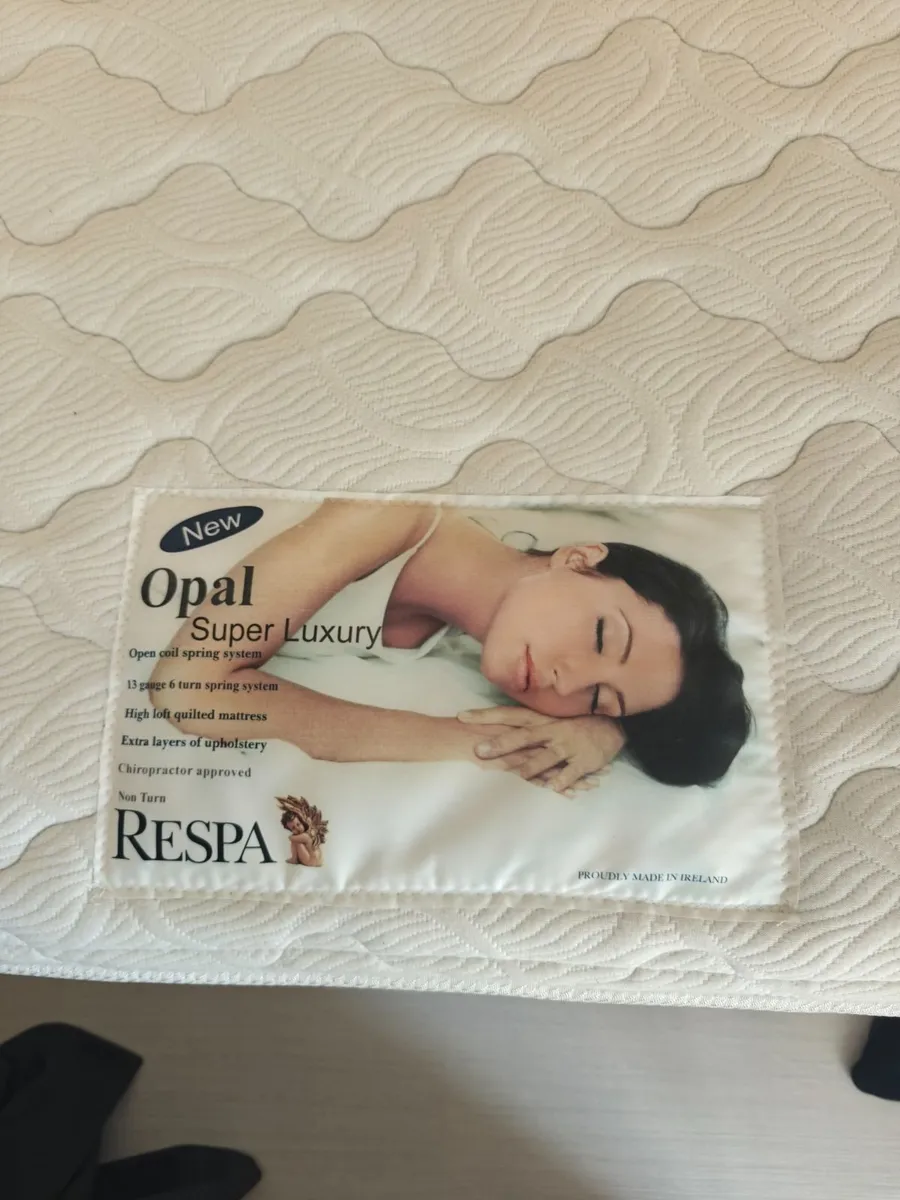 New
Opal
Super Luxury
Open coil spring system
13 gauge 6 turn spring system
High loft quilted mattress
Extra layers of upholstery
Chiropractor approved
Non Turn
RESPA
PROUDLY MADE IN IRELAND